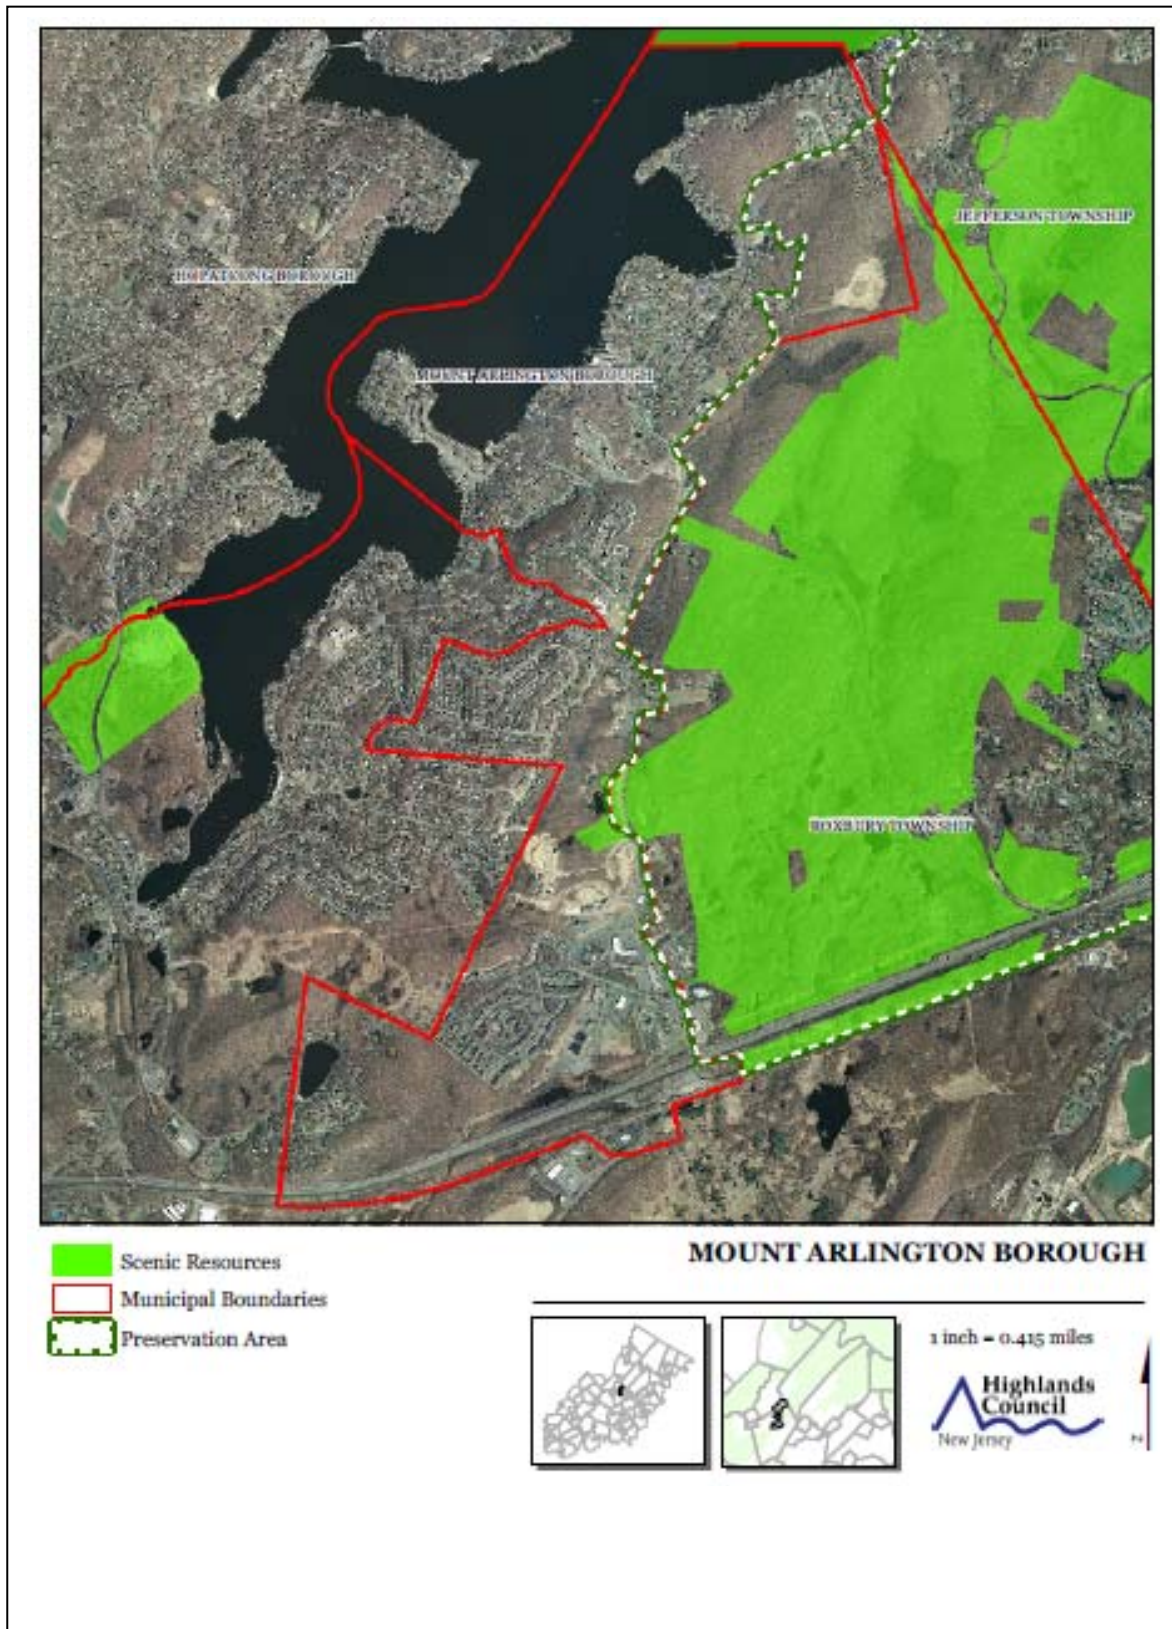 JEFFERSON TOWNSHIP
HOPATCONG BOROUGH
MOUNT ARLINGTON BOROUGH
ROXBURY TOWNSHIP
MOUNT ARLINGTON BOROUGH
Scenic Resources
Municipal Boundaries
Preservation Area
1 inch = 0.415 miles
Highlands
Council
New Jersey
N